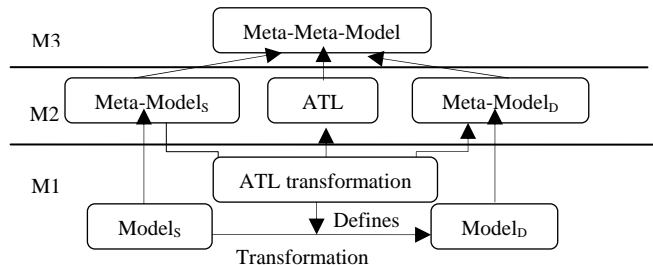 M3
Meta-Meta-Model
M2
Meta-ModelS
ATL
Meta-ModelD
M1
ATL transformation
ModelS
Defines
ModelD
Transformation